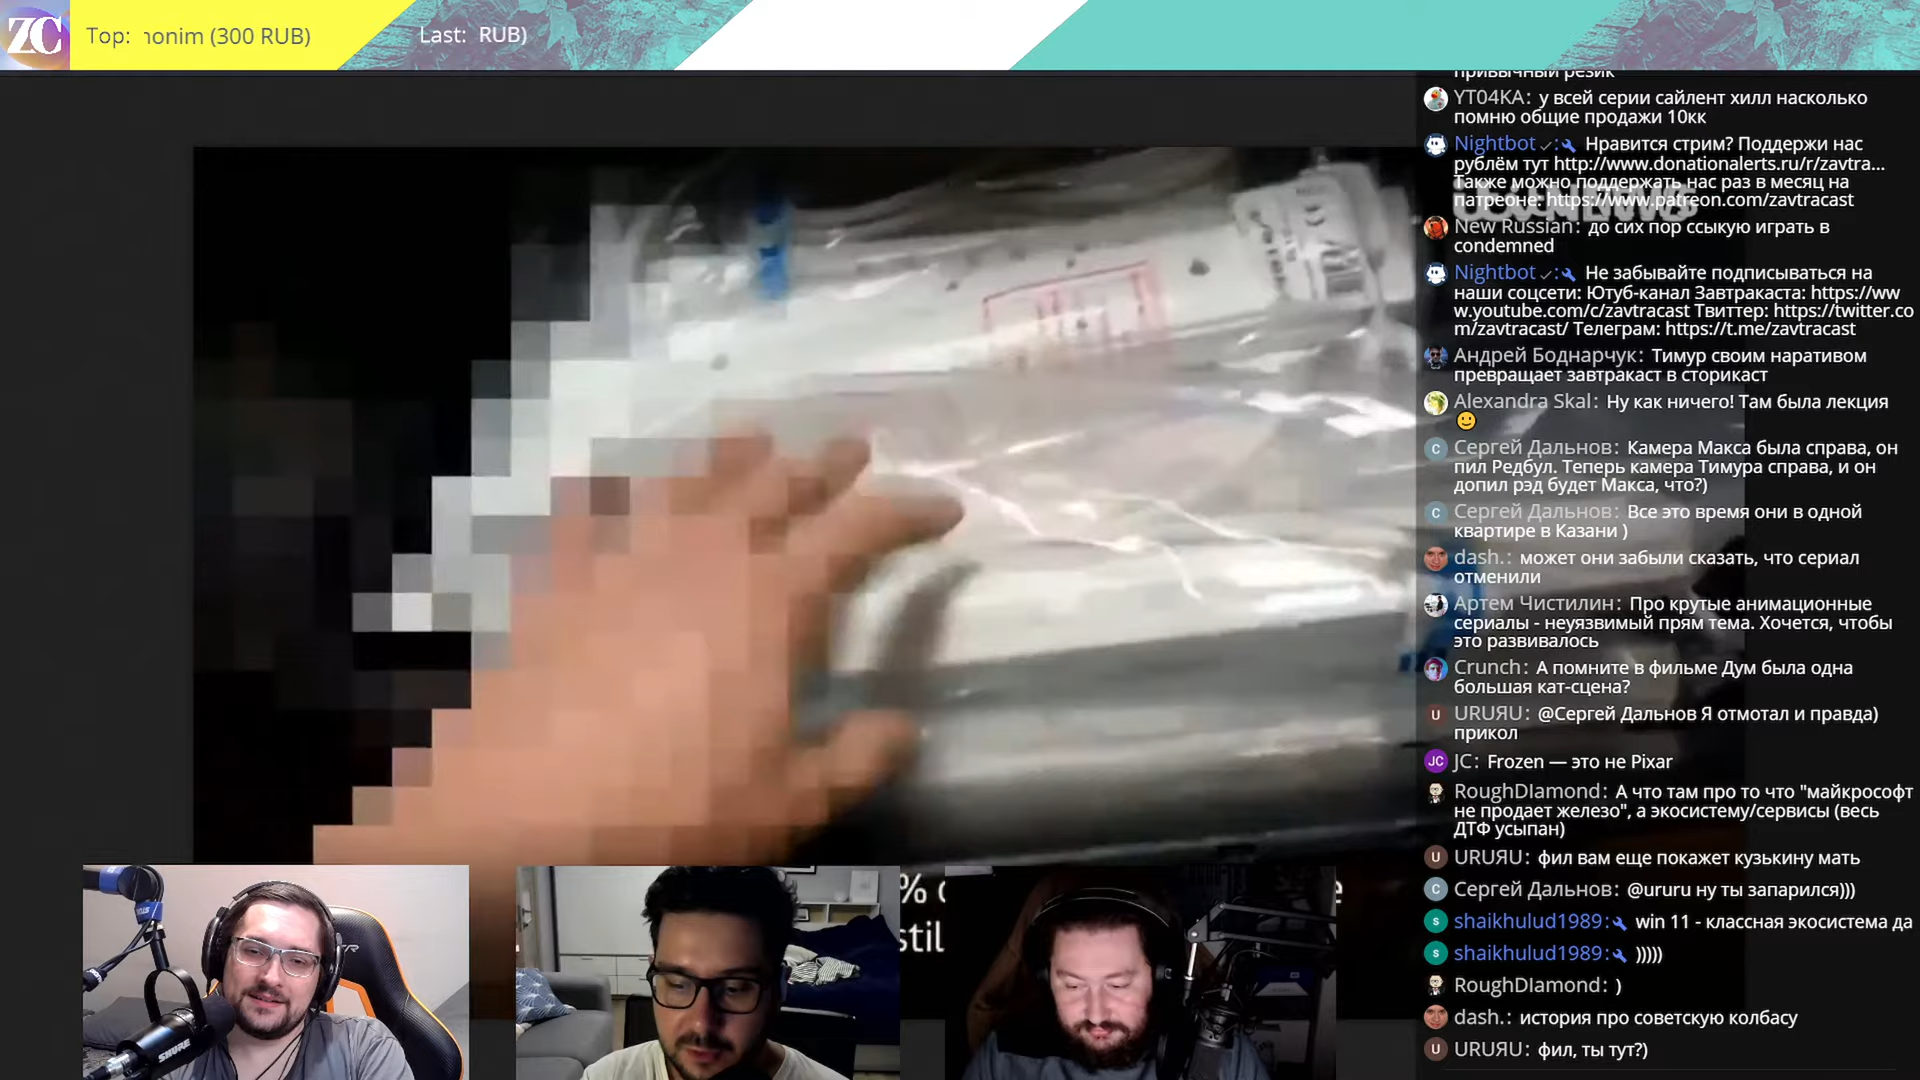 ZC
Top: nonim (300 RUB)
Last: RUB)
привычный резик
YT04KA: у всей серии сайлент хилл насколько
помню общие продажи 10кк
Nightbot : Нравится стрим? Поддержи нас
рублём тут http://www.donationalerts.ru/r/zavtra...
Также можно поддержать нас раз в месяц на
патреоне: https://www.patreon.com/zavtracast
New Russian: до сих пор ссыкую играть в
condemned
Nightbot : Не забывайте подписываться на
наши соцсети: Ютуб-канал Завтракаста: https://ww
w.youtube.com/c/zavtracast Твиттер: https://twitter.co
m/zavtracast/ Телеграм: https://t.me/zavtracast
Андрей Боднарчук: Тимур своим наративом
превращает завтракаст в сторикаст
Alexandra Skal: Ну как ничего! Там была лекция
🙂
Сергей Дальнов: Камера Макса была справа, он
пил Редбул. Теперь камера Тимура справа, и он
допил рэд будет Макса, что?)
Сергей Дальнов: Все это время они в одной
квартире в Казани )
dash.: может они забыли сказать, что сериал
отменили
Артем Чистилин: Про крутые анимационные
сериалы - неуязвимый прям тема. Хочется, чтобы
это развивалось
Crunch: А помните в фильме Дум была одна
большая кат-сцена?
URUЯU: @Сергей Дальнов Я отмотал и правда)
прикол
JC: Frozen — это не Pixar
RoughDIamond: А что там про то что "майкрософт
не продает железо", а экосистему/сервисы (весь
ДТФ усыпан)
URUЯU: фил вам еще покажет кузькину мать
Сергей Дальнов: @ururu ну ты запарился)))
shaikhulud1989: win 11 - классная экосистема да
shaikhulud1989: )))))
RoughDIamond: )
dash.: история про советскую колбасу
URUЯU: фил, ты тут?)
SHURE